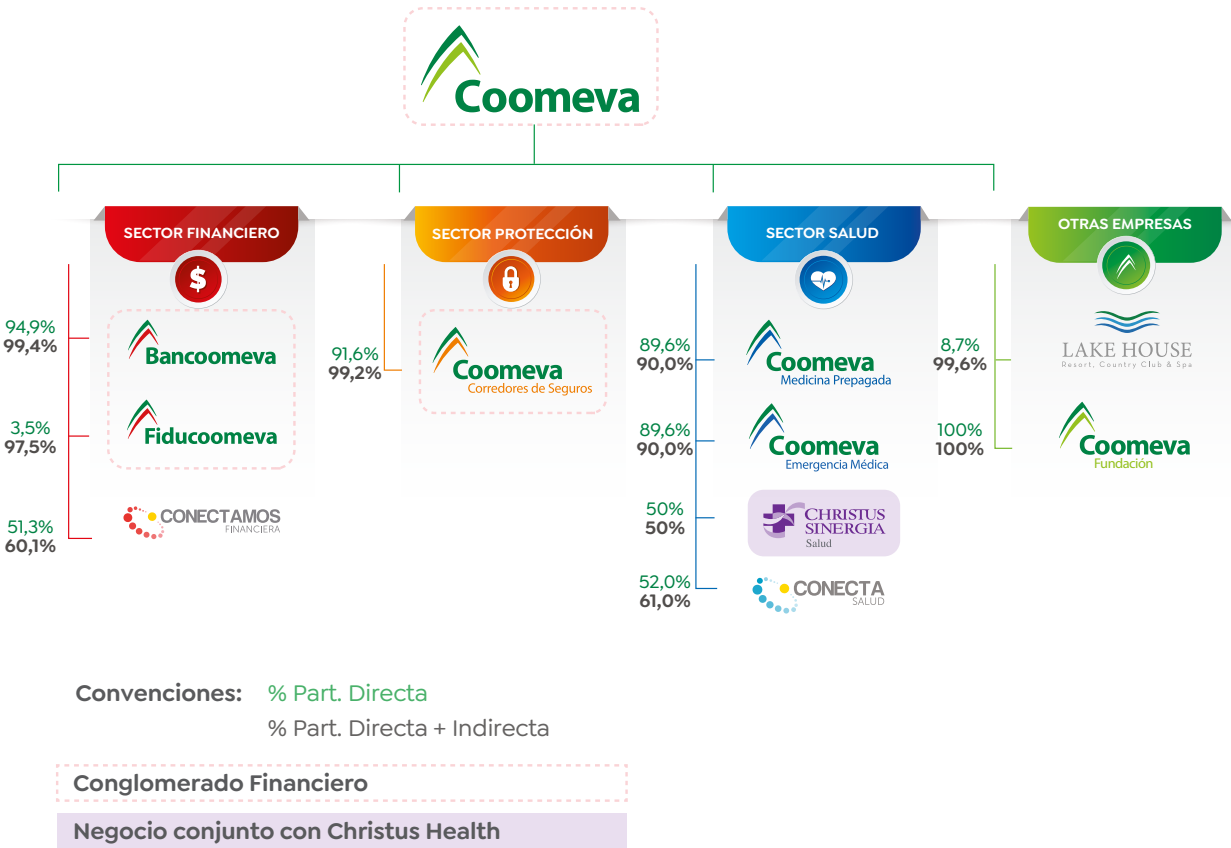 Coomeva
SECTOR FINANCIERO
$
94,9%
99,4%
Bancoomeva
3,5%
97,5%
Fiducoomeva
51,3%
60,1%
CONECTAMOS
FINANCIERA
SECTOR PROTECCIÓN
91,6%
99,2%
Coomeva
Corredores de Seguros
SECTOR SALUD
89,6%
90,0%
Coomeva
Medicina Prepagada
89,6%
90,0%
Coomeva
Emergencia Médica
50%
50%
CHRISTUS
SINERGIA
Salud
52,0%
61,0%
CONECTA
SALUD
OTRAS EMPRESAS
8,7%
99,6%
LAKE HOUSE
Resort, Country Club & Spa
100%
100%
Coomeva
Fundación
Convenciones: % Part. Directa
% Part. Directa + Indirecta
Conglomerado Financiero
Negocio conjunto con Christus Health